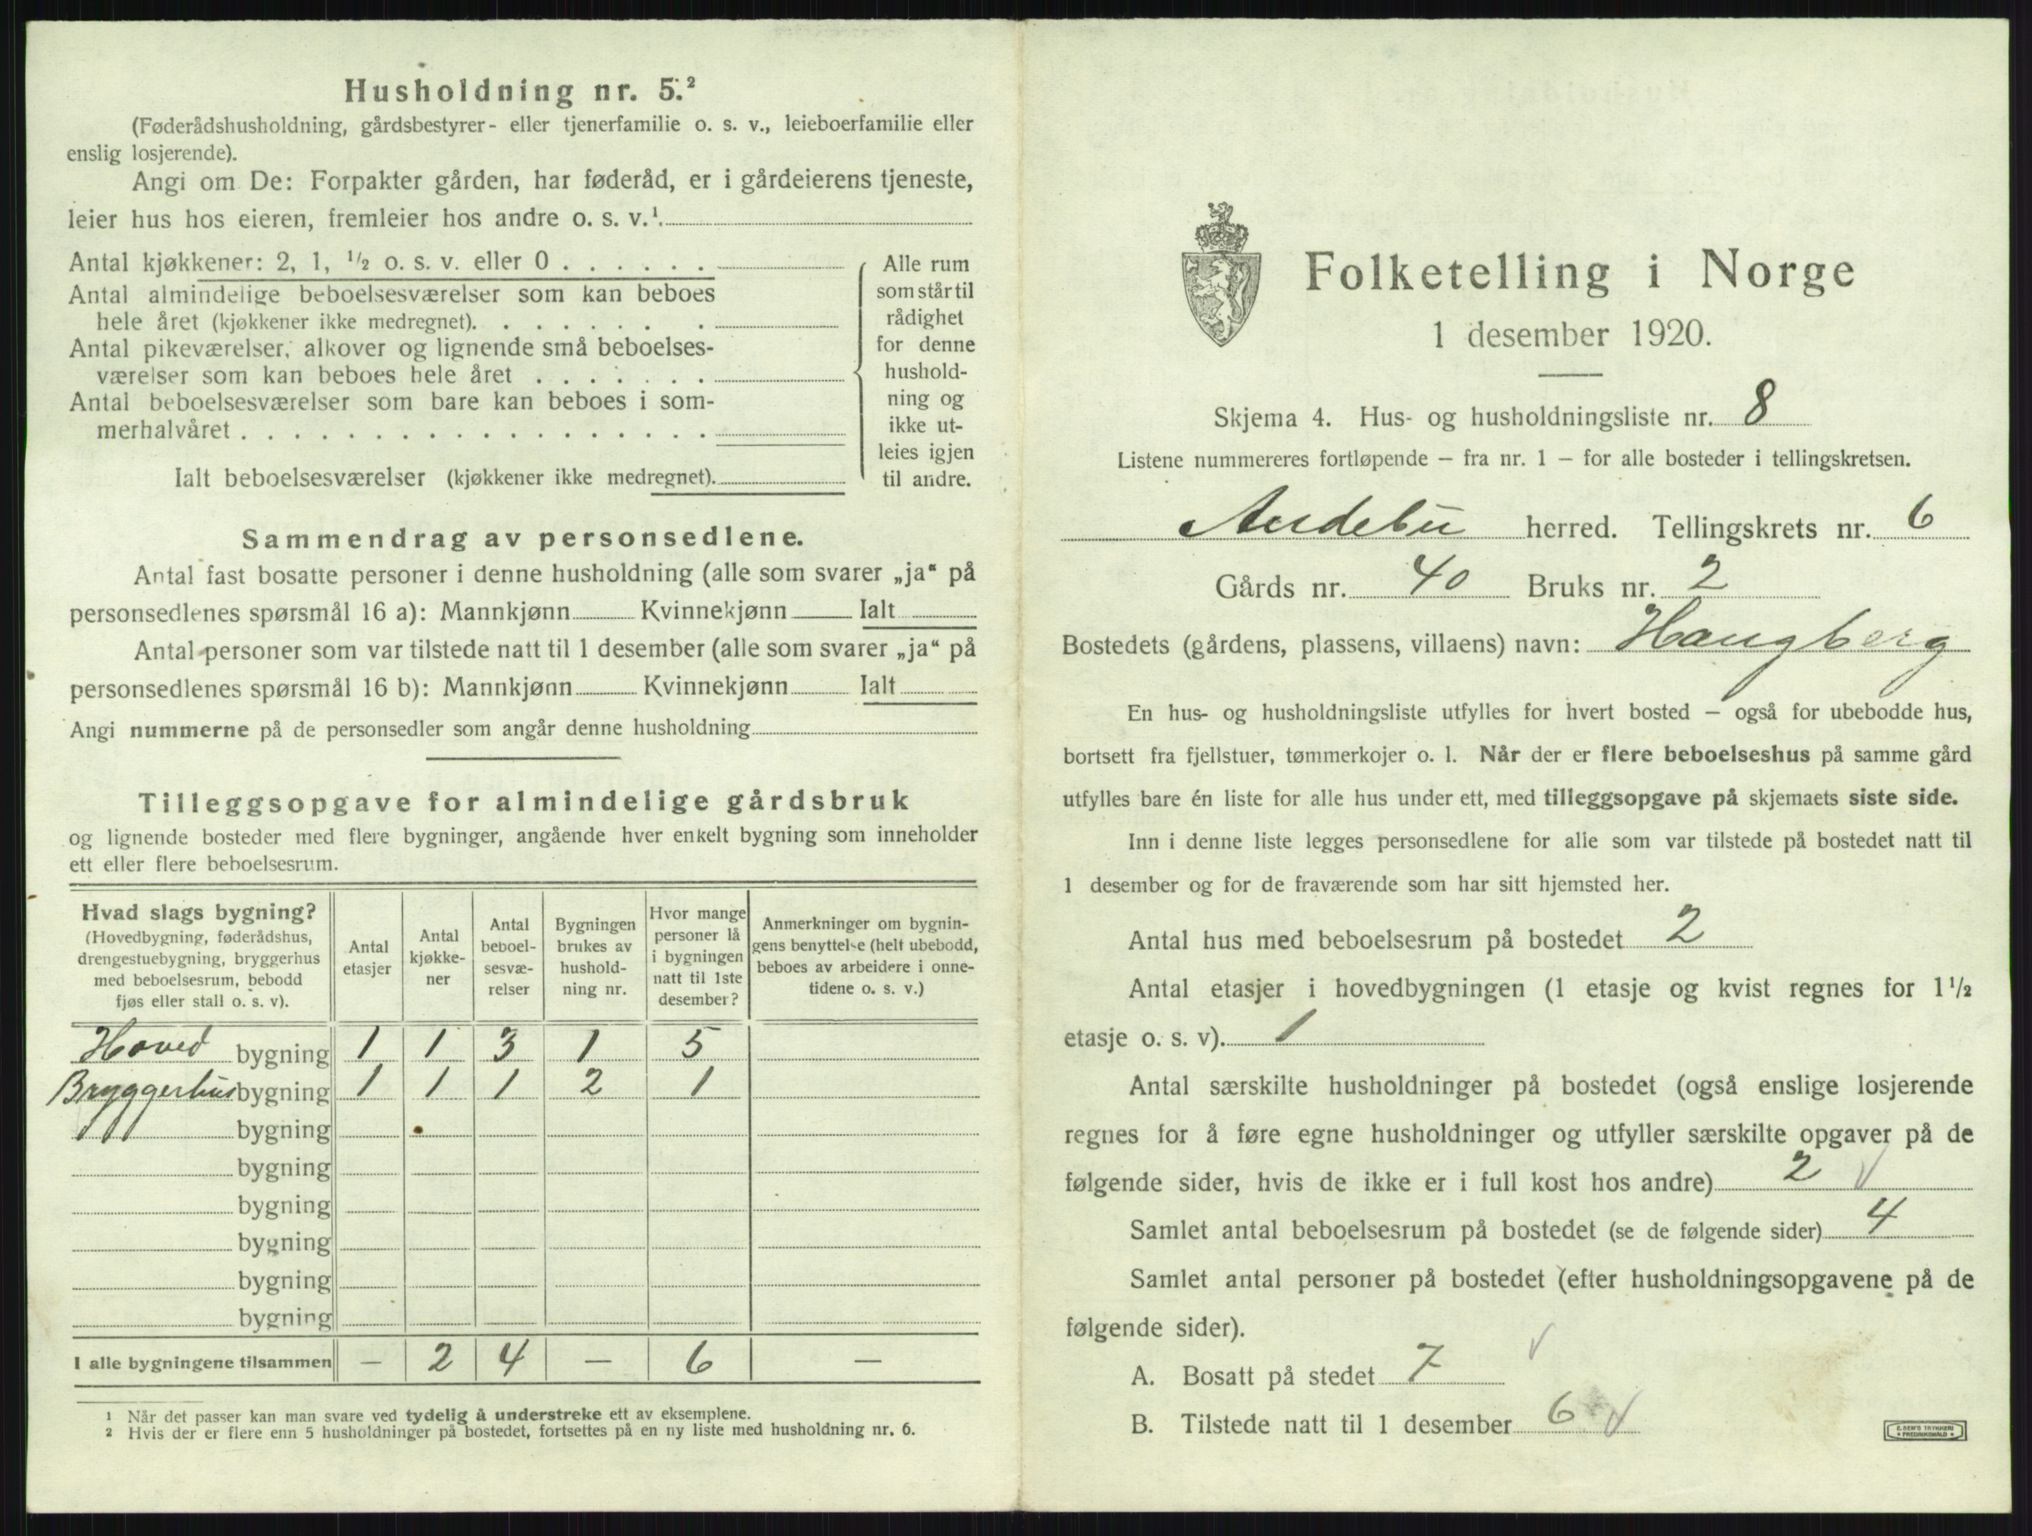 Husholdning nr. 5.²
(Føderådshusholdning, gårdsbestyrer- eller tjenerfamilie o. s. v., leieboerfamilie eller
enslig losjerende).
Angi om De: Forpakter gården, har føderåd, er i gårdeierens tjeneste,
leier hus hos eieren, fremleier hos andre o. s. v.¹.
Antal kjøkkener: 2, 1, ½ o. s. v. eller 0 . . . . . .
Antal almindelige beboelsesværelser som kan beboes
hele året (kjøkkener ikke medregnet). . . . . . . .
Antal pikeværelser, alkover og lignende små beboelses-
værelser som kan beboes hele året . . . . . . .
Antal beboelsesværelser som bare kan beboes i som-
merhalvåret . . . . . . . . . . . . . . . . . .
Ialt beboelsesværelser (kjøkkener ikke medregnet).
Alle rum
som står til
rådighet
for denne
hushold-
ning og
ikke ut-
leies igjen
til andre.
Sammendrag av personsedlene.
Antal fast bosatte personer i denne husholdning (alle som svarer „ja“ på
personsedlenes spørsmål 16 a): Mannkjønn Kvinnekjønn Ialt
Antal personer som var tilstede natt til 1 desember (alle som svarer „ja“ på
personsedlenes spørsmål 16 b): Mannkjønn Kvinnekjønn Ialt
Angi nummerne på de personsedler som angår denne husholdning
Tilleggsopgave for almindelige gårdsbruk
og lignende bosteder med flere bygninger, angående hver enkelt bygning som inneholder
ett eller flere beboelsesrum.
Hvad slags bygning?
(Hovedbygning, føderådshus,
drengestuebygning, bryggerhus
med beboelsesrum, bebodd
fjøs eller stall o. s. v).
Antal
etasjer
Antal
kjøkke-
ner
Antal
beboel-
sesvæ-
relser
Bygningen
brukes av
hushold-
ning nr.
Hvor mange
personer lå
i bygningen
natt til 1ste
desember?
Anmerkninger om bygnin-
gens benyttelse (helt ubebodd,
beboes av arbeidere i onne-
tidene o. s. v.)
Hoved bygning 1 1 3 1 5
Bryggerhus bygning 1 1 1 2 1
bygning
bygning
bygning
bygning
bygning
bygning
I alle bygningene tilsammen — 2 4 — 6 —
¹ Når det passer kan man svare ved tydelig å understreke ett av eksemplene.
² Hvis der er flere enn 5 husholdninger på bostedet, fortsettes på en ny liste med husholdning nr. 6.
Folketelling i Norge
1 desember 1920.
Skjema 4. Hus- og husholdningsliste nr. 8
Listene nummereres fortløpende — fra nr. 1 — for alle bosteder i tellingskretsen.
Andebu herred. Tellingskrets nr. 6
Gårds nr. 40 Bruks nr. 2
Bostedets (gårdens, plassens, villaens) navn: Haugberg
En hus- og husholdningsliste utfylles for hvert bosted — også for ubebodde hus,
bortsett fra fjellstuer, tømmerkojer o. l. Når der er flere beboelseshus på samme gård
utfylles bare én liste for alle hus under ett, med tilleggsopgave på skjemaets siste side.
Inn i denne liste legges personsedlene for alle som var tilstede på bostedet natt til
1 desember og for de fraværende som har sitt hjemsted her.
Antal hus med beboelsesrum på bostedet 2
Antal etasjer i hovedbygningen (1 etasje og kvist regnes for 1½
etasje o. s. v). 1
Antal særskilte husholdninger på bostedet (også enslige losjerende
regnes for å føre egne husholdninger og utfyller særskilte opgaver på de
følgende sider, hvis de ikke er i full kost hos andre) 2 ✓
Samlet antal beboelsesrum på bostedet (se de følgende sider) 4
Samlet antal personer på bostedet (efter husholdningsopgavene på de
følgende sider).
A. Bosatt på stedet 7 ✓
B. Tilstede natt til 1 desember 6 ✓